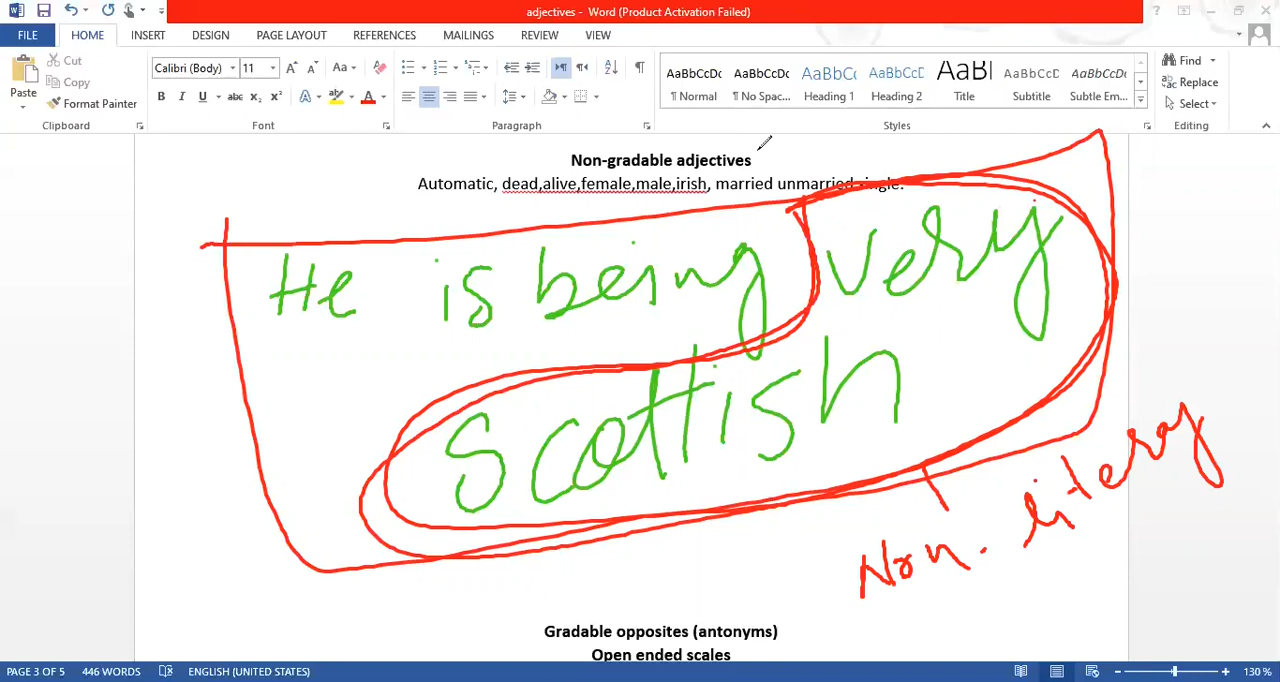 adjectives - Word (Product Activation Failed)
FILE HOME INSERT DESIGN PAGE LAYOUT REFERENCES MAILINGS REVIEW VIEW
Cut
Copy
Paste
Format Painter
Clipboard
Calibri (Body) 11
Font
Paragraph
AaBbCcDc AaBbCcDc AaBbCc AaBbCcD AaBl AaBbCcC AaBbCcDc
¶ Normal ¶ No Spac... Heading 1 Heading 2 Title Subtitle Subtle Em...
Styles
Find
Replace
Select
Editing
Non-gradable adjectives
Automatic, dead,alive,female,male,irish, married unmarried single.
He is being very
Scottish
Non. literay
Gradable opposites (antonyms)
Open ended scales
PAGE 3 OF 5 446 WORDS ENGLISH (UNITED STATES) 130 %